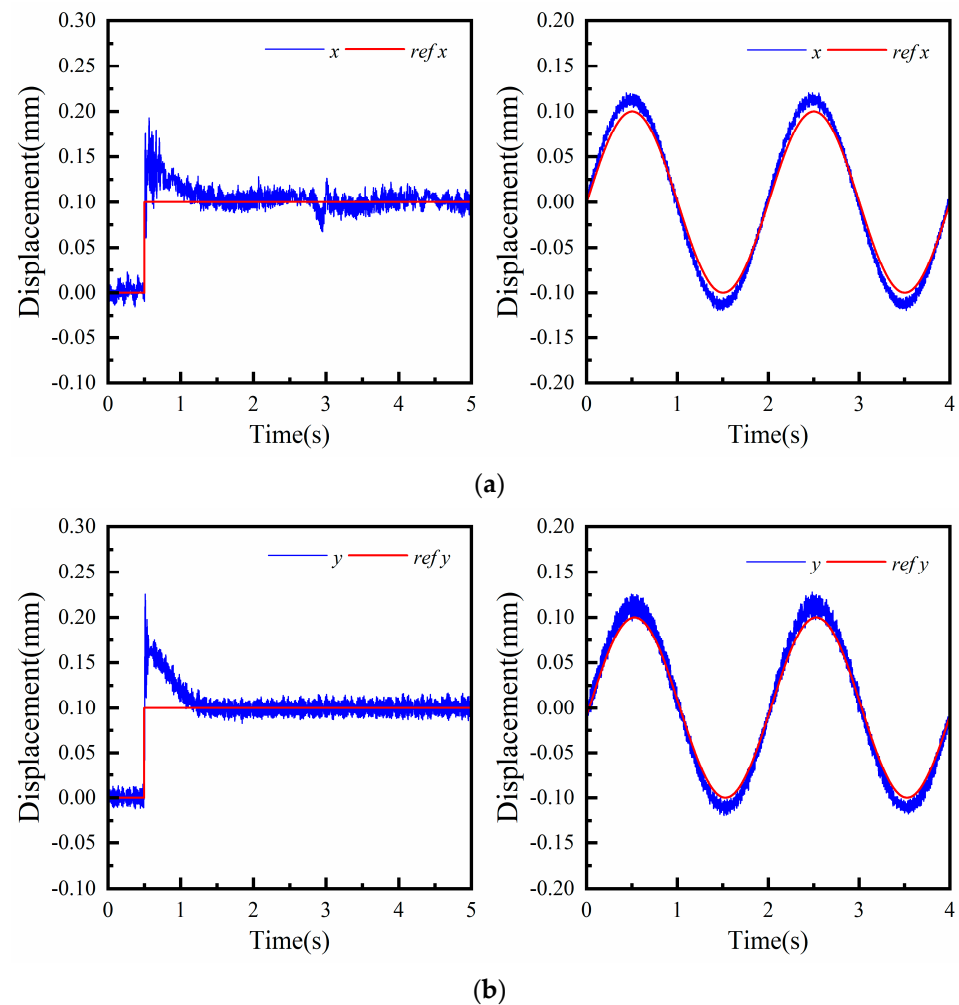 0.30
0.25
0.20
0.15
0.10
0.05
0.00
-0.05
-0.10
Displacement(mm)
x ref x
0 1 2 3 4 5
Time(s)
0.20
0.15
0.10
0.05
0.00
-0.05
-0.10
-0.15
-0.20
Displacement(mm)
x ref x
0 1 2 3 4
Time(s)
(a)
0.30
0.25
0.20
0.15
0.10
0.05
0.00
-0.05
-0.10
Displacement(mm)
y ref y
0 1 2 3 4 5
Time(s)
0.20
0.15
0.10
0.05
0.00
-0.05
-0.10
-0.15
-0.20
Displacement(mm)
y ref y
0 1 2 3 4
Time(s)
(b)